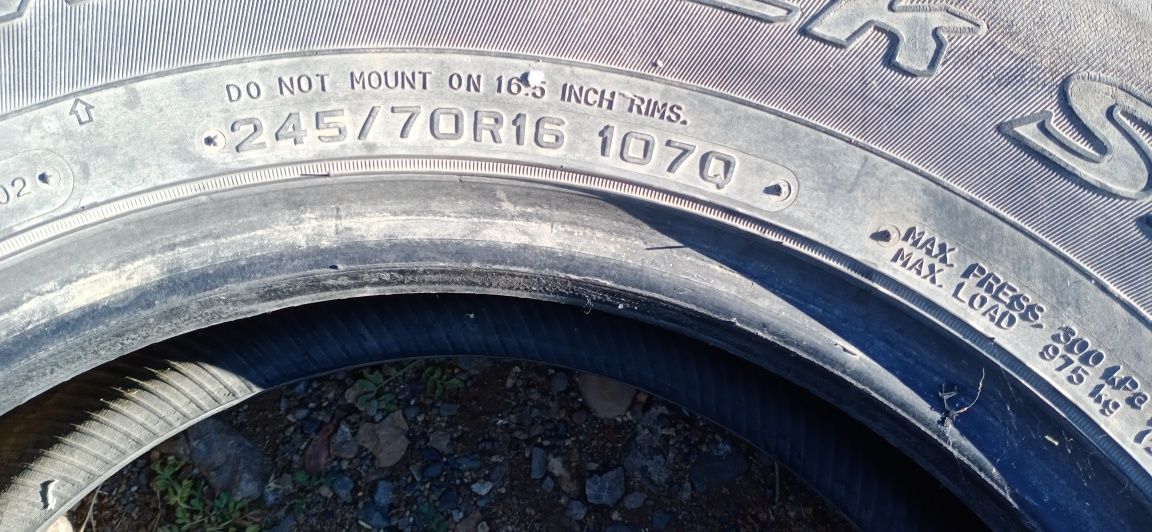 DO NOT MOUNT ON 16.5 INCH RIMS.
245/70R16 107Q
02
MAX. PRESS. 300 kPa
MAX. LOAD 975 kg